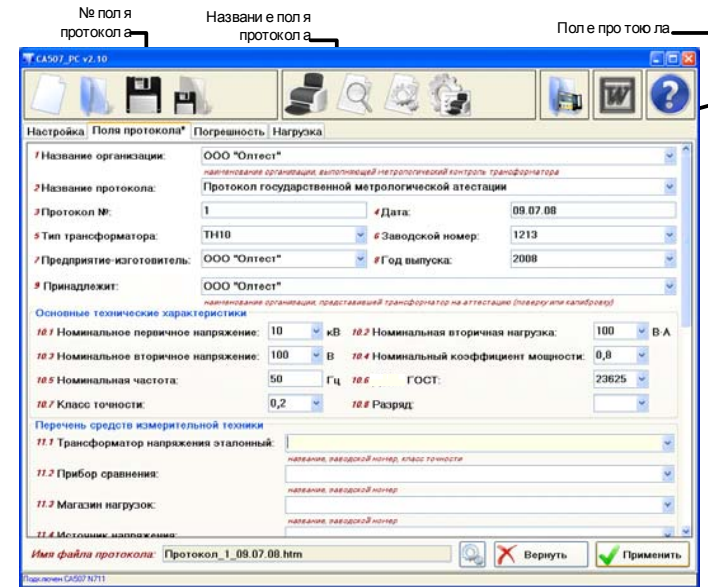 № поля
протокола
Название поля
протокола
Поле протокола
CA507_PC v2.10
Настройка Поля протокола* Погрешность Нагрузка
1 Название организации: ООО "Олтест"
наименование организации, выполняющей метрологический контроль трансформатора
2 Название протокола: Протокол государственной метрологической атестации
3 Протокол №: 1 4 Дата: 09.07.08
5 Тип трансформатора: ТН10 6 Заводской номер: 1213
7 Предприятие-изготовитель: ООО "Олтест" 8 Год выпуска: 2008
9 Принадлежит: ООО "Олтест"
наименование организации, представившей трансформатор на аттестацию (поверку или калибровку)
Основные технические характеристики
10.1 Номинальное первичное напряжение: 10 кВ 10.2 Номинальная вторичная нагрузка: 100 В·А
10.3 Номинальное вторичное напряжение: 100 В 10.4 Номинальный коэффициент мощности: 0,8
10.5 Номинальная частота: 50 Гц 10.6 ГОСТ: 23625
10.7 Класс точности: 0,2 10.8 Разряд:
Перечень средств измерительной техники
11.1 Трансформатор напряжения эталонный:
название, заводской номер, класс точности
11.2 Прибор сравнения:
название, заводской номер
11.3 Магазин нагрузок:
название, заводской номер
11.4 Источник напряжения:
Имя файла протокола: Протокол_1_09.07.08.htm Вернуть Применить
Подключен CA507 N711